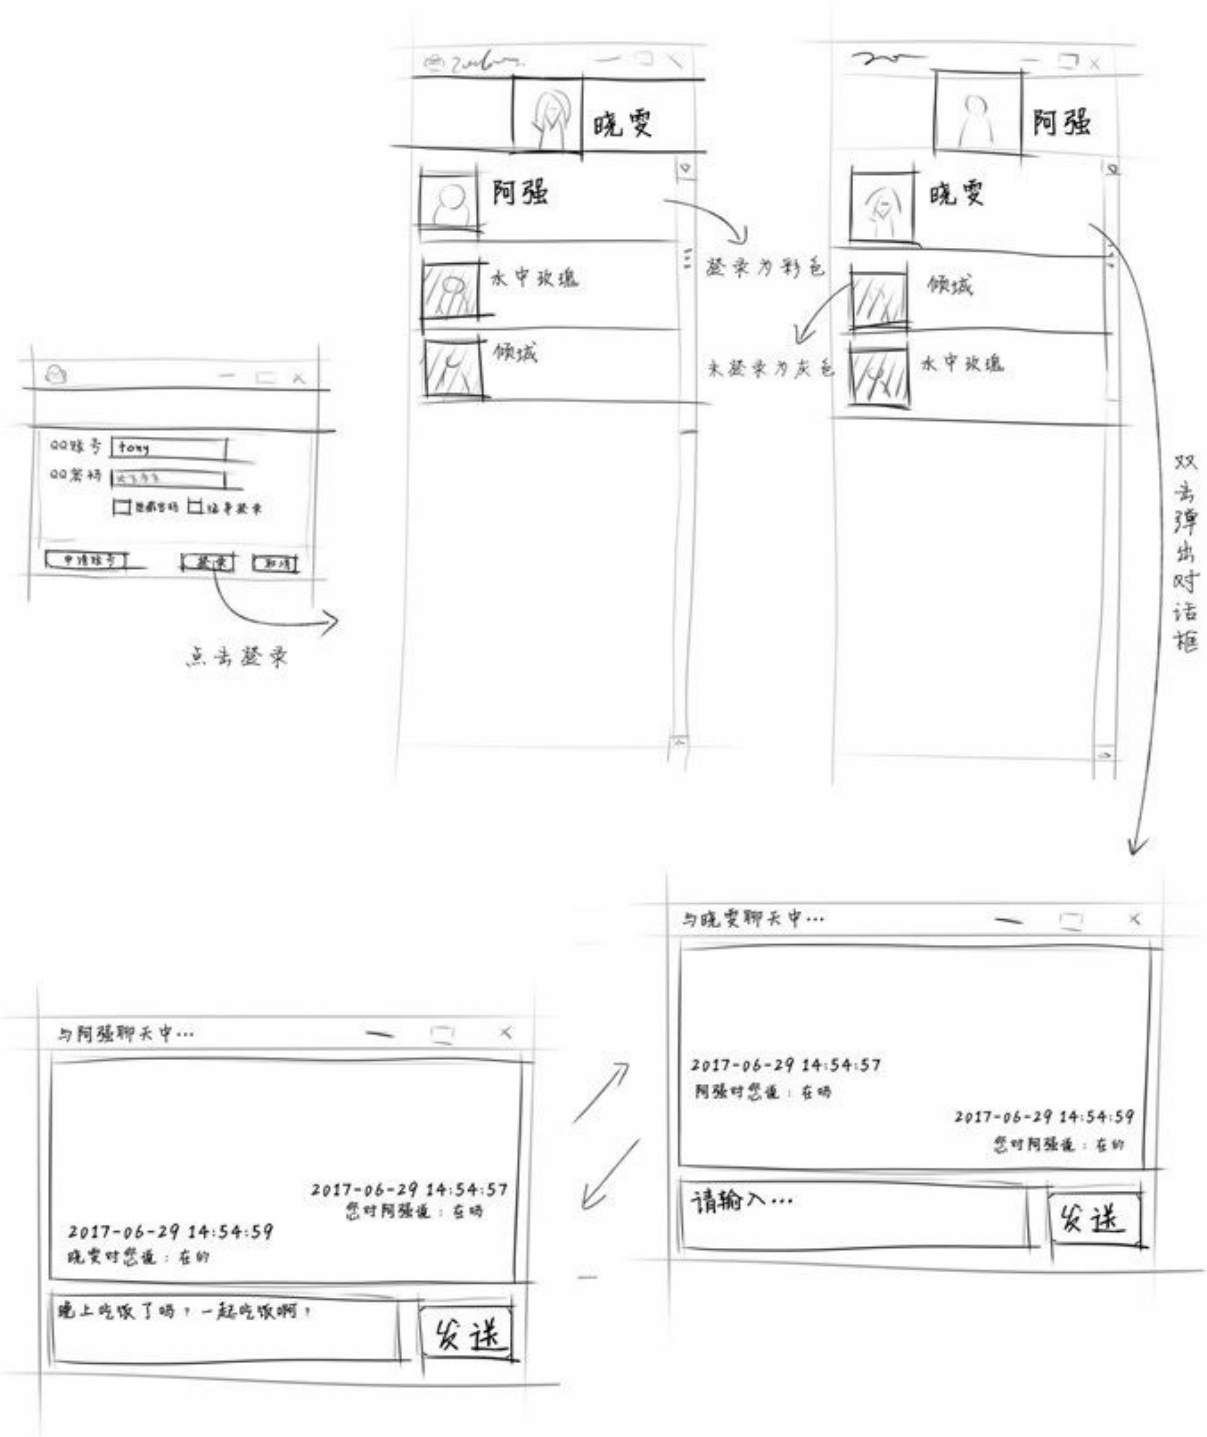 晓雯
阿强
水中玫瑰
倾城
登录为彩色
未登录为灰色
阿强
晓雯
倾城
水中玫瑰
QQ账号 tony
QQ密码
隐藏密码
申请账号 登录 取消
点击登录
双击弹出对话框
与晓雯聊天中…
2017-06-29 14:54:57
阿强对您说：在吗
2017-06-29 14:54:59
您对阿强说：在的
请输入…
发送
与阿强聊天中…
2017-06-29 14:54:57
您对阿强说：在吗
2017-06-29 14:54:59
晓雯对您说：在的
晚上吃饭了吗？一起吃饭啊？
发送